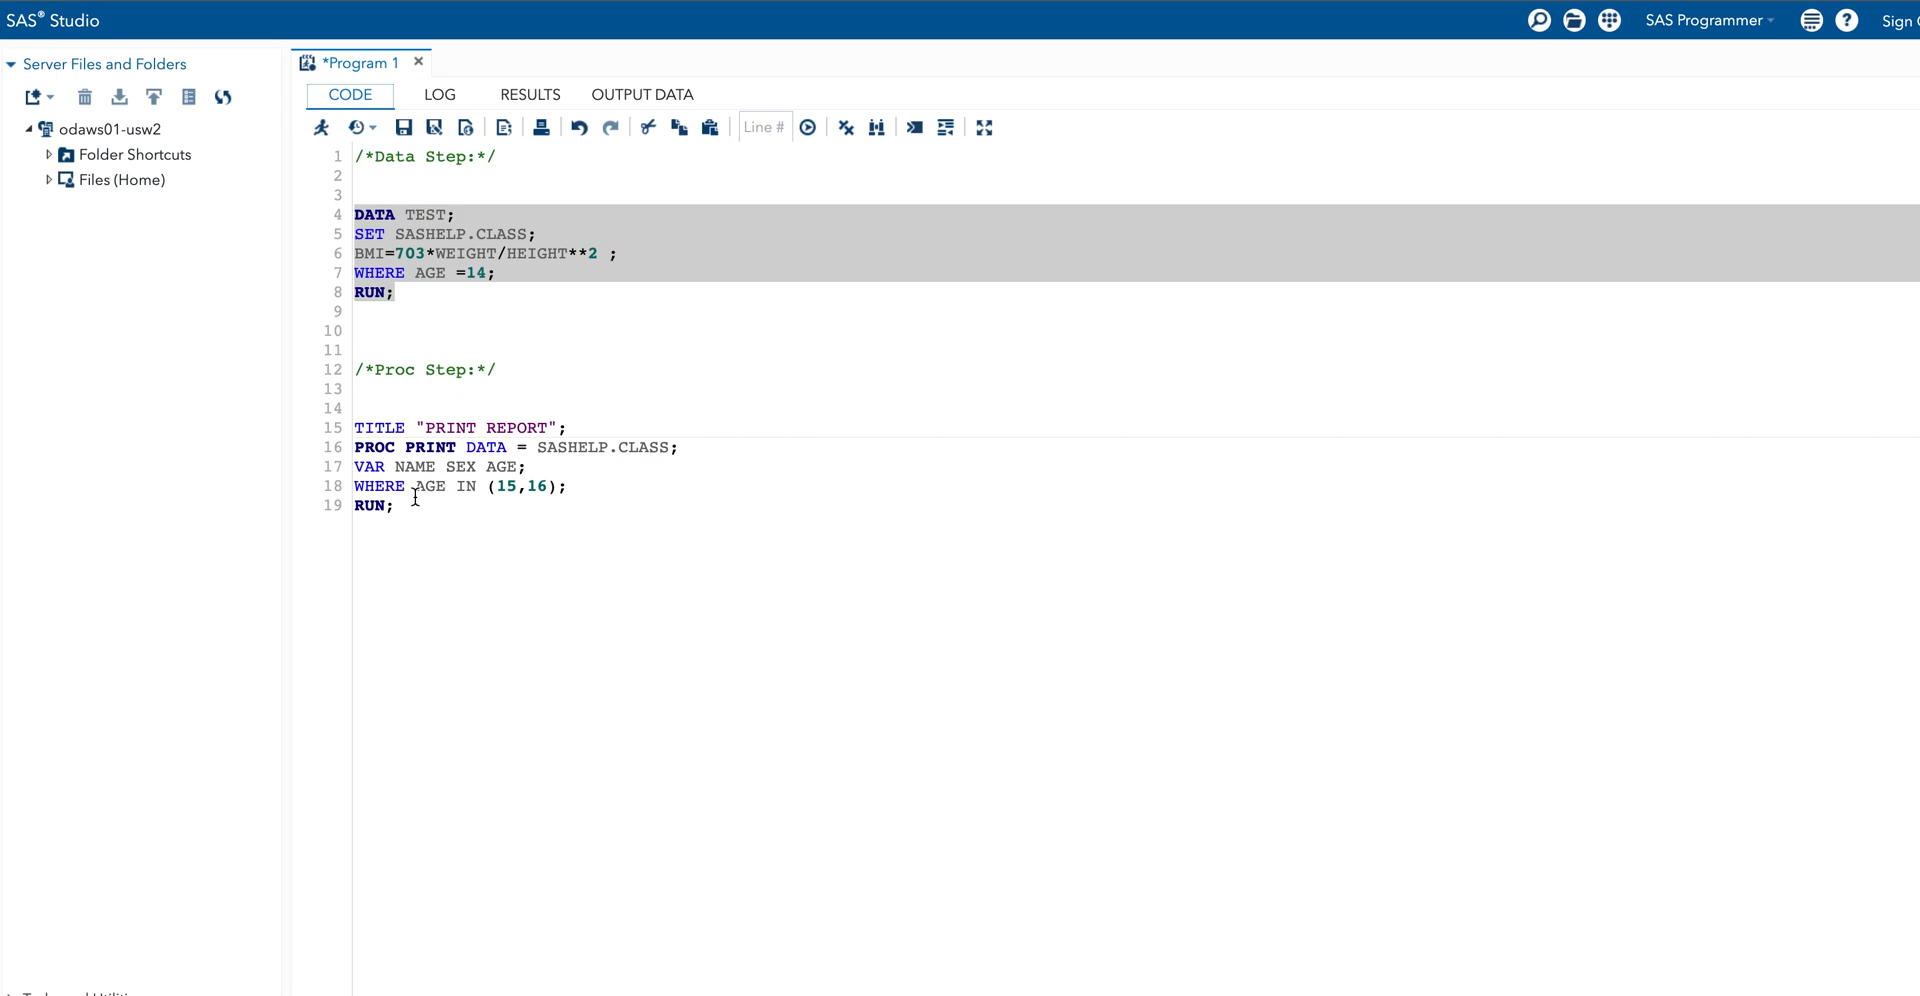 SAS® Studio
SAS Programmer
Sign
Server Files and Folders
odaws01-usw2
Folder Shortcuts
Files (Home)
*Program 1
CODE LOG RESULTS OUTPUT DATA
Line #
1 /*Data Step:*/
2
3
4 DATA TEST;
5 SET SASHELP.CLASS;
6 BMI=703*WEIGHT/HEIGHT**2 ;
7 WHERE AGE =14;
8 RUN;
9
10
11
12 /*Proc Step:*/
13
14
15 TITLE "PRINT REPORT";
16 PROC PRINT DATA = SASHELP.CLASS;
17 VAR NAME SEX AGE;
18 WHERE AGE IN (15,16);
19 RUN;